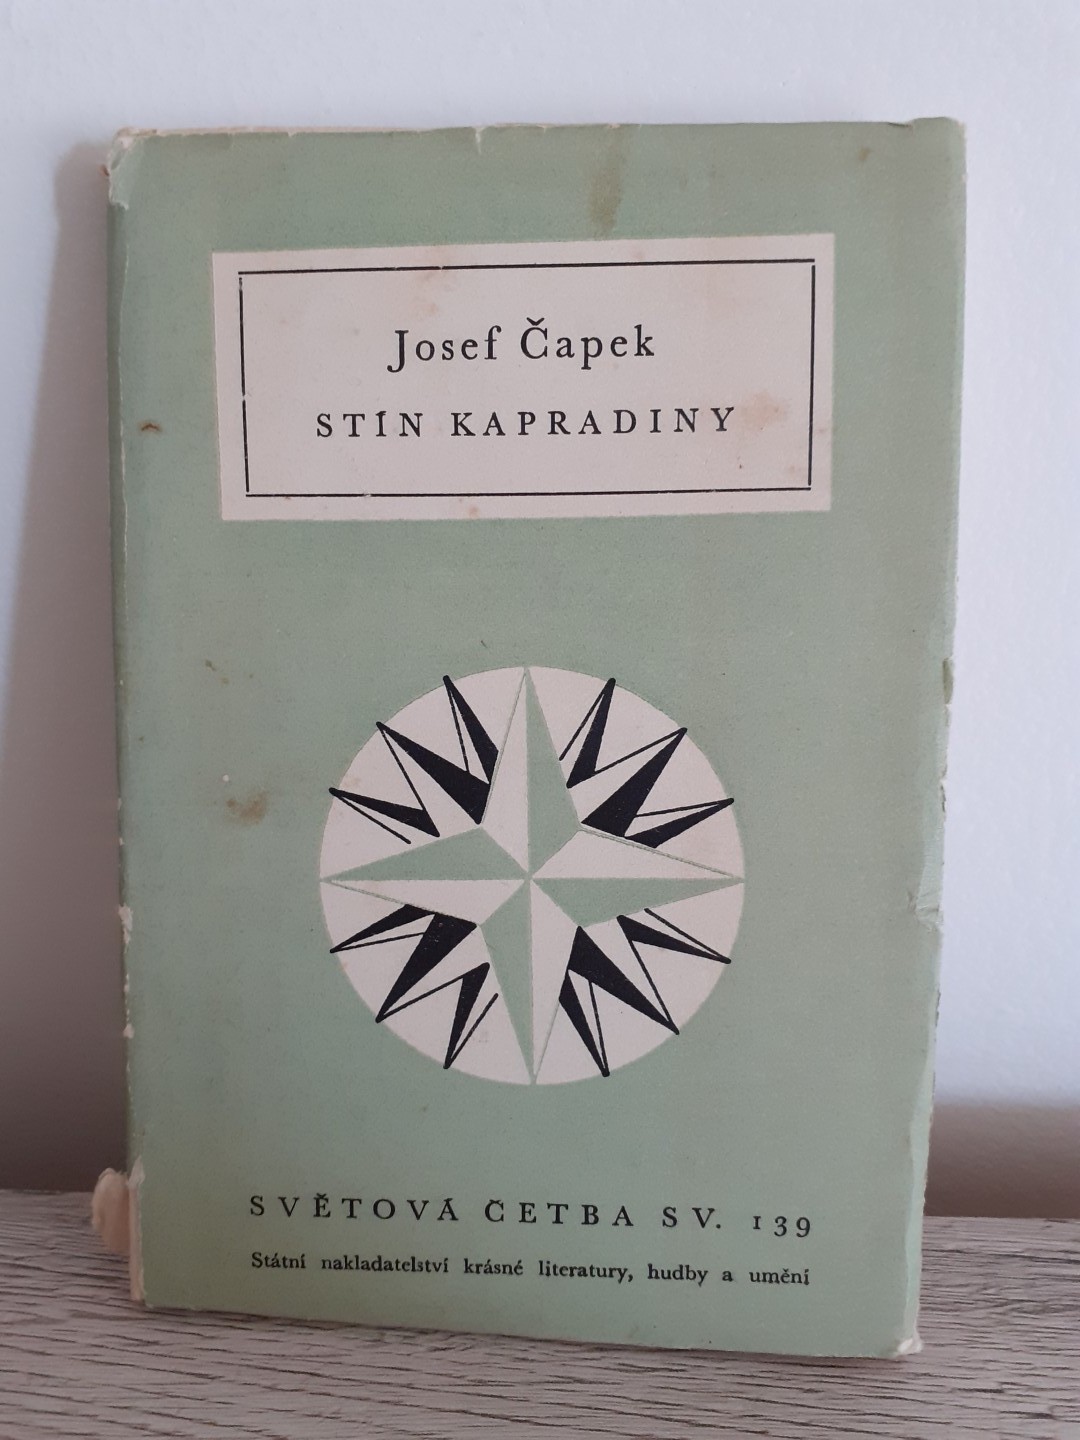 Josef Čapek
STÍN KAPRADINY
SVĚTOVÁ ČETBA SV. 139
Státní nakladatelství krásné literatury, hudby a umění